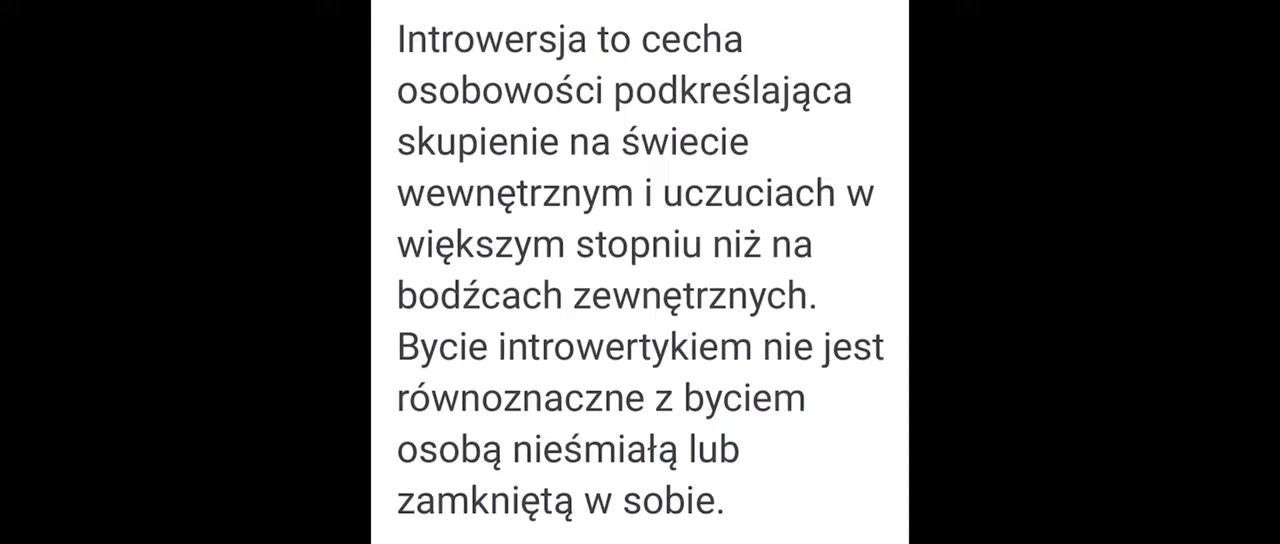 Introwersja to cecha
osobowości podkreślająca
skupienie na świecie
wewnętrznym i uczuciach w
większym stopniu niż na
bodźcach zewnętrznych.
Bycie introwertykiem nie jest
równoznaczne z byciem
osobą nieśmiałą lub
zamkniętą w sobie.